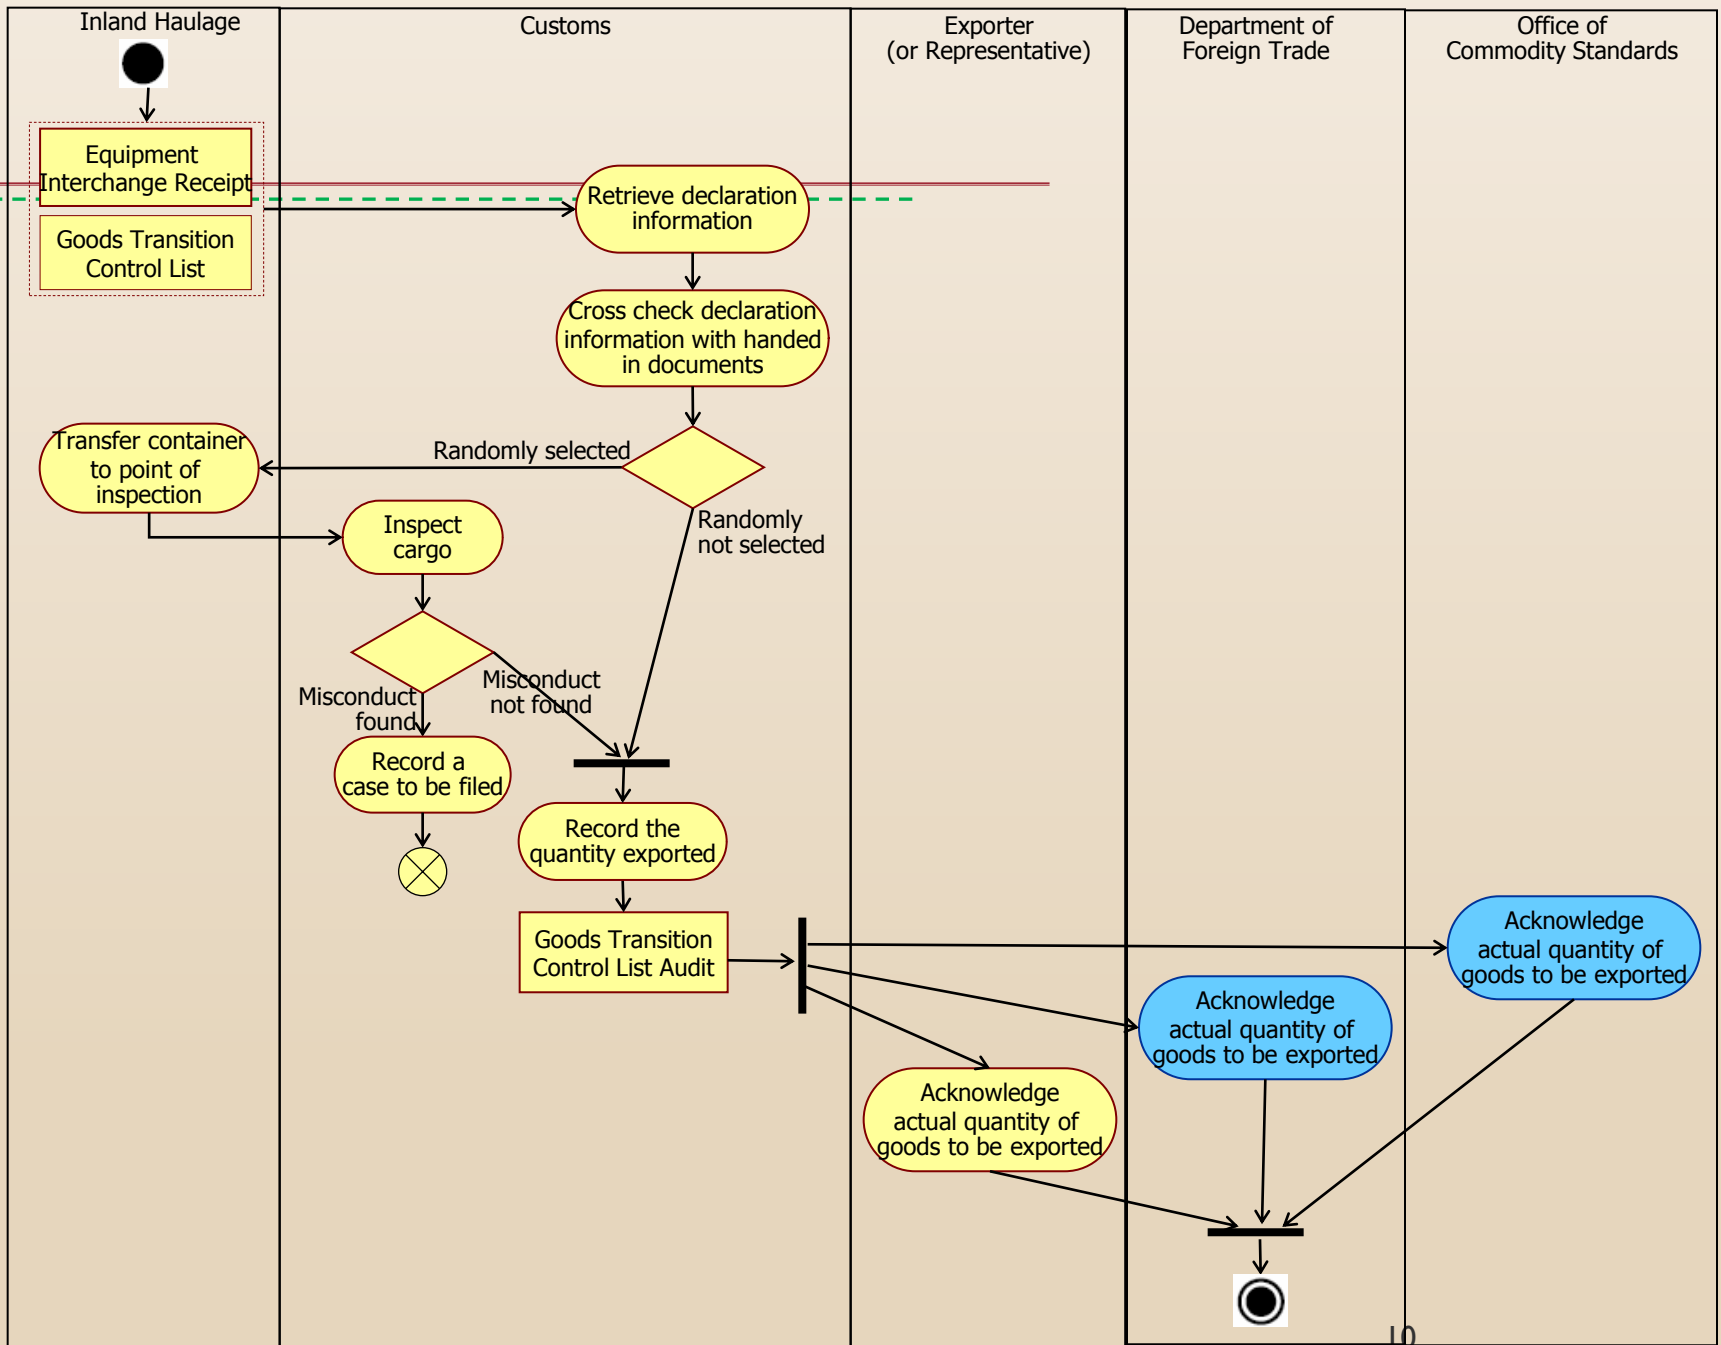 Inland Haulage
Customs
Exporter
(or Representative)
Department of
Foreign Trade
Office of
Commodity Standards
Equipment
Interchange Receipt
Goods Transition
Control List
Retrieve declaration
information
Cross check declaration
information with handed
in documents
Randomly selected
Transfer container
to point of
inspection
Randomly
not selected
Inspect
cargo
Misconduct
found
Misconduct
not found
Record a
case to be filed
Record the
quantity exported
Goods Transition
Control List Audit
Acknowledge
actual quantity of
goods to be exported
Acknowledge
actual quantity of
goods to be exported
Acknowledge
actual quantity of
goods to be exported
10